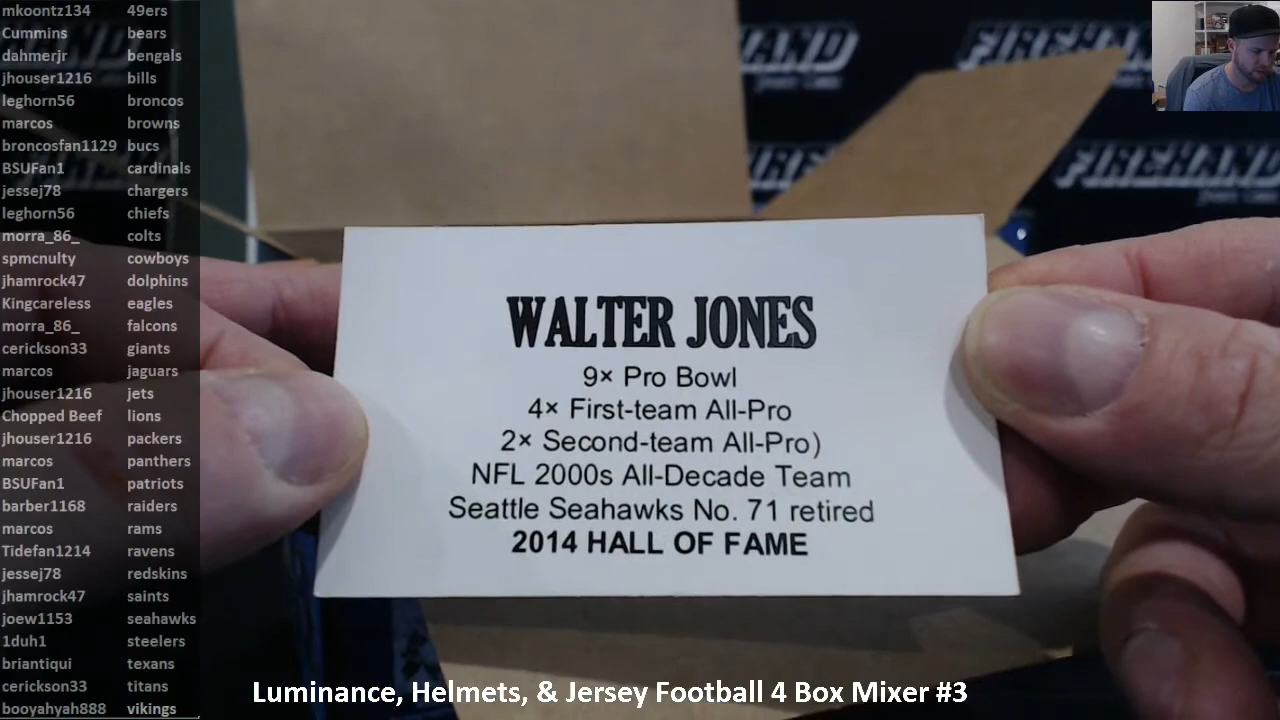 mkoontz134 49ers
Cummins bears
dahmerjr bengals
jhouser1216 bills
leghorn56 broncos
marcos browns
broncosfan1129 bucs
BSUFan1 cardinals
jessej78 chargers
leghorn56 chiefs
morra_86_ colts
spmcnulty cowboys
jhamrock47 dolphins
Kingcareless eagles
morra_86_ falcons
cerickson33 giants
marcos jaguars
jhouser1216 jets
Chopped Beef lions
jhouser1216 packers
marcos panthers
BSUFan1 patriots
barber1168 raiders
marcos rams
Tidefan1214 ravens
jessej78 redskins
jhamrock47 saints
joew1153 seahawks
1duh1 steelers
briantiqui texans
cerickson33 titans
booyahyah888 vikings
FIREHAND
FIREHAND
WALTER JONES
9× Pro Bowl
4× First-team All-Pro
2× Second-team All-Pro)
NFL 2000s All-Decade Team
Seattle Seahawks No. 71 retired
2014 HALL OF FAME
Luminance, Helmets, & Jersey Football 4 Box Mixer #3